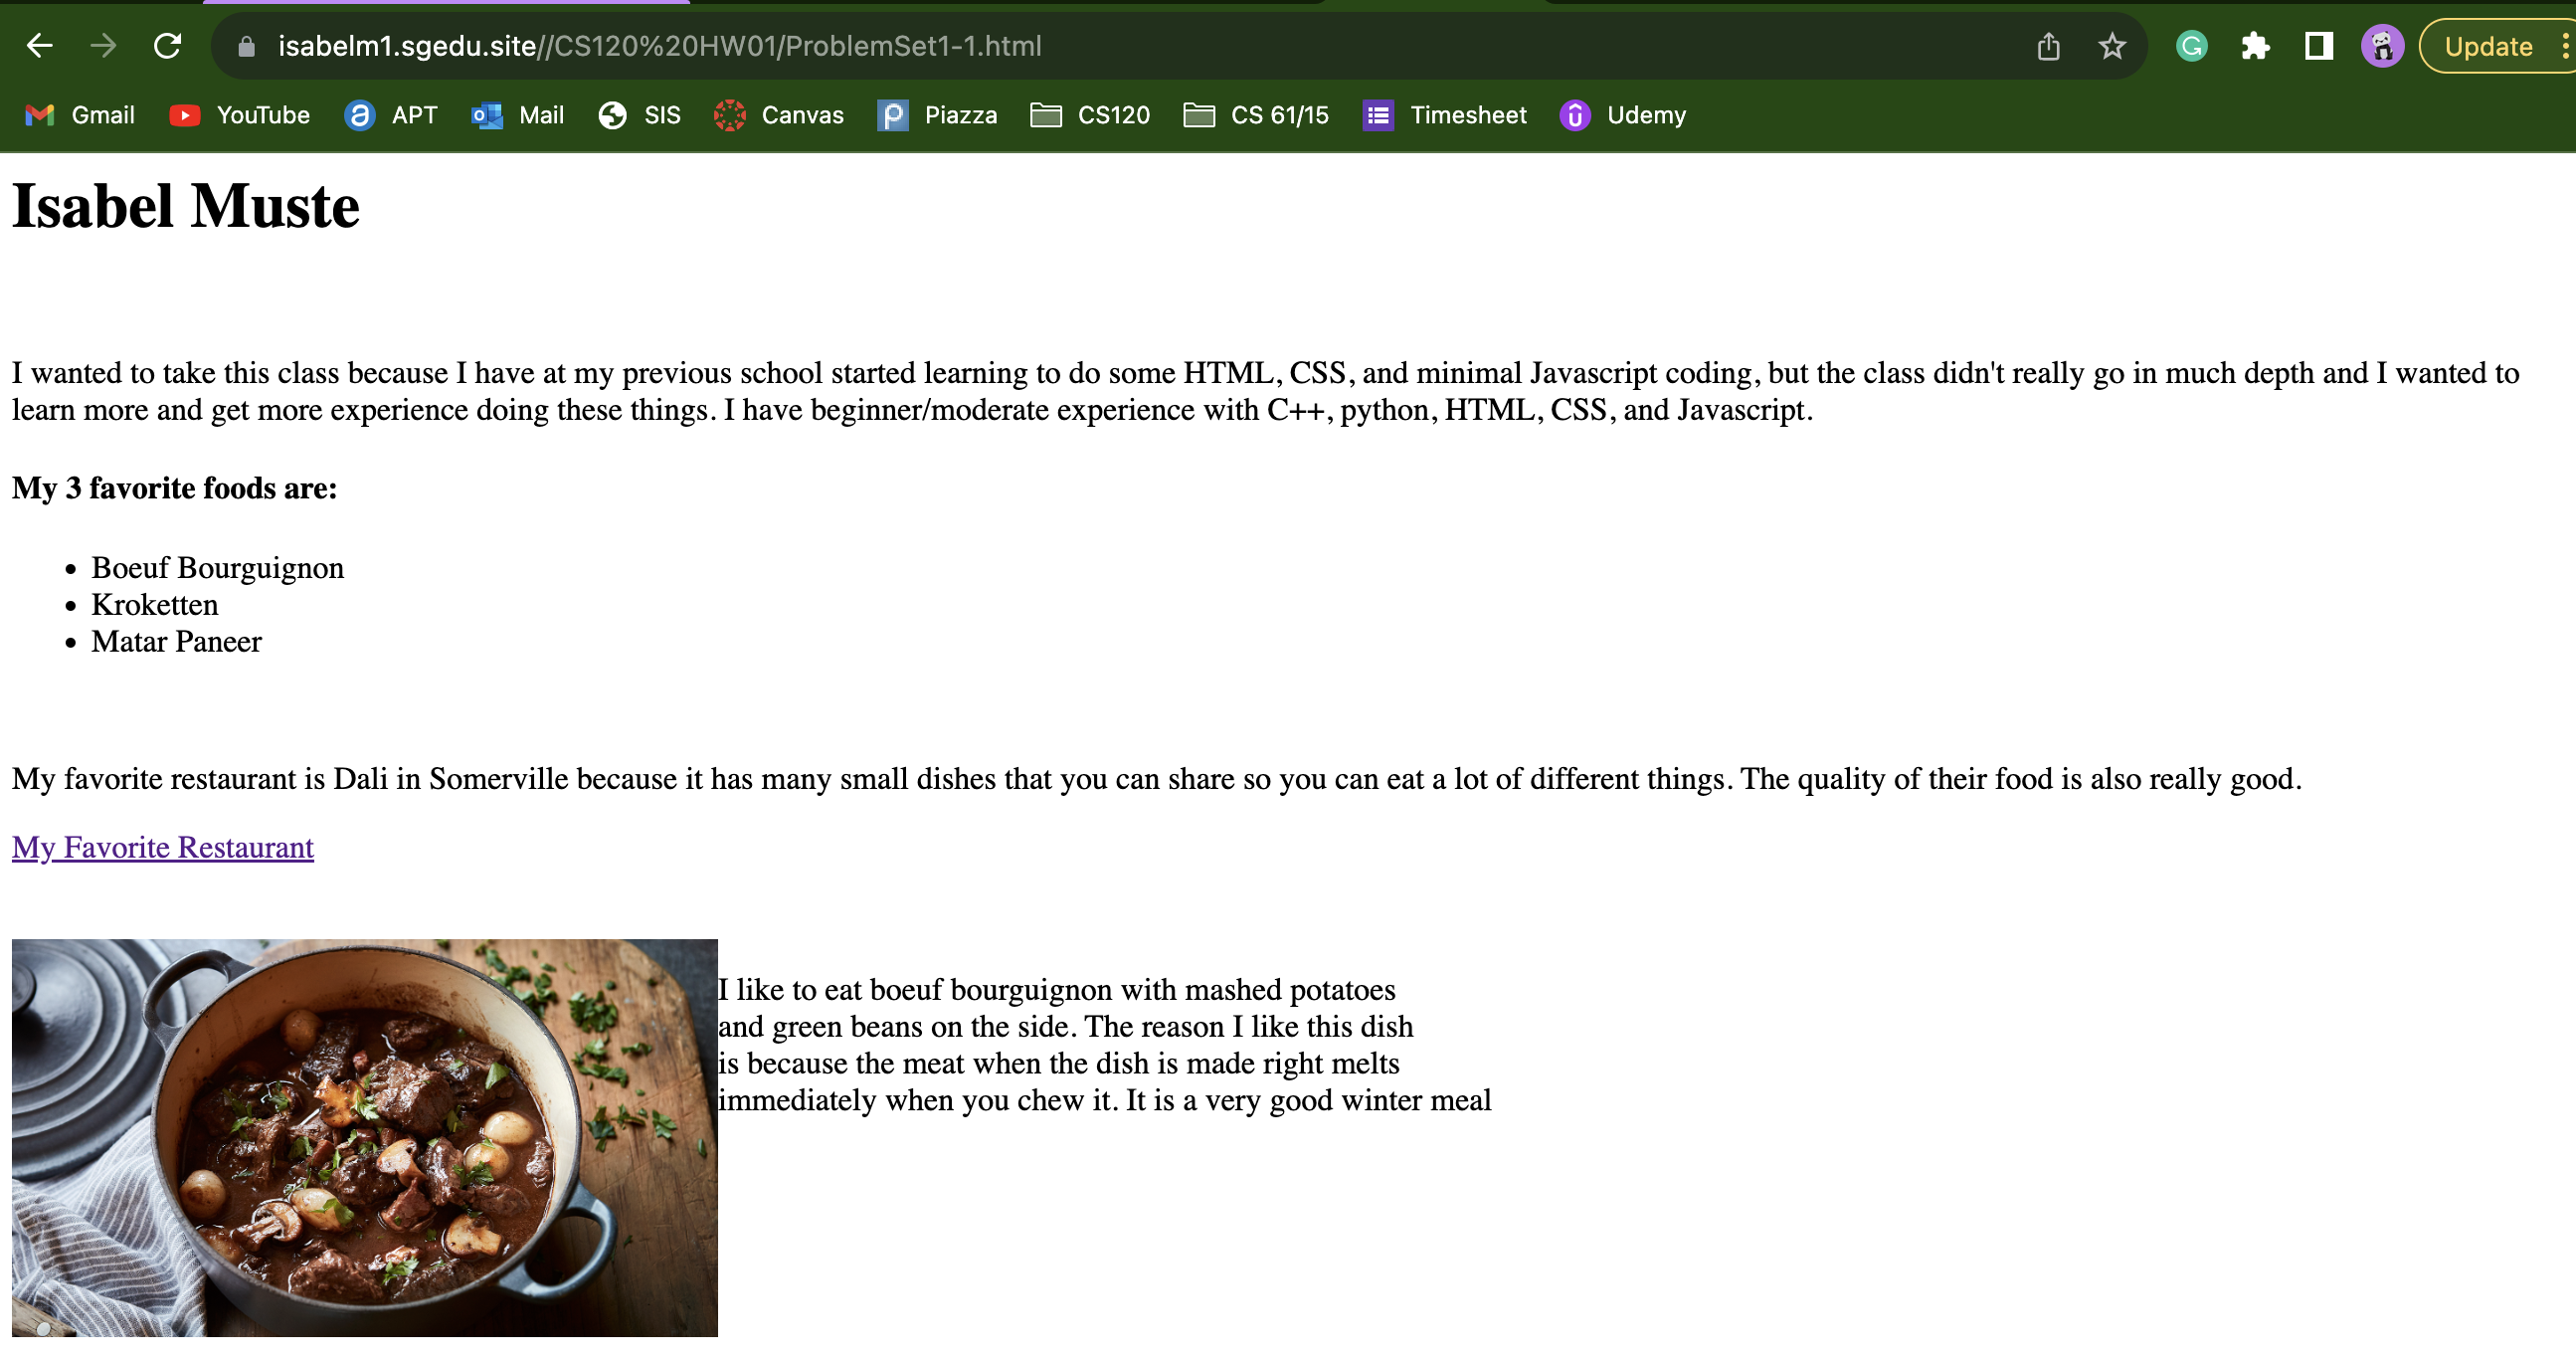 isabelm1.sgedu.site//CS120%20HW01/ProblemSet1-1.html
Update
Gmail YouTube APT Mail SIS Canvas Piazza CS120 CS 61/15 Timesheet Udemy
Isabel Muste
I wanted to take this class because I have at my previous school started learning to do some HTML, CSS, and minimal Javascript coding, but the class didn't really go in much depth and I wanted to
learn more and get more experience doing these things. I have beginner/moderate experience with C++, python, HTML, CSS, and Javascript.
My 3 favorite foods are:
• Boeuf Bourguignon
• Kroketten
• Matar Paneer
My favorite restaurant is Dali in Somerville because it has many small dishes that you can share so you can eat a lot of different things. The quality of their food is also really good.
My Favorite Restaurant
I like to eat boeuf bourguignon with mashed potatoes
and green beans on the side. The reason I like this dish
is because the meat when the dish is made right melts
immediately when you chew it. It is a very good winter meal